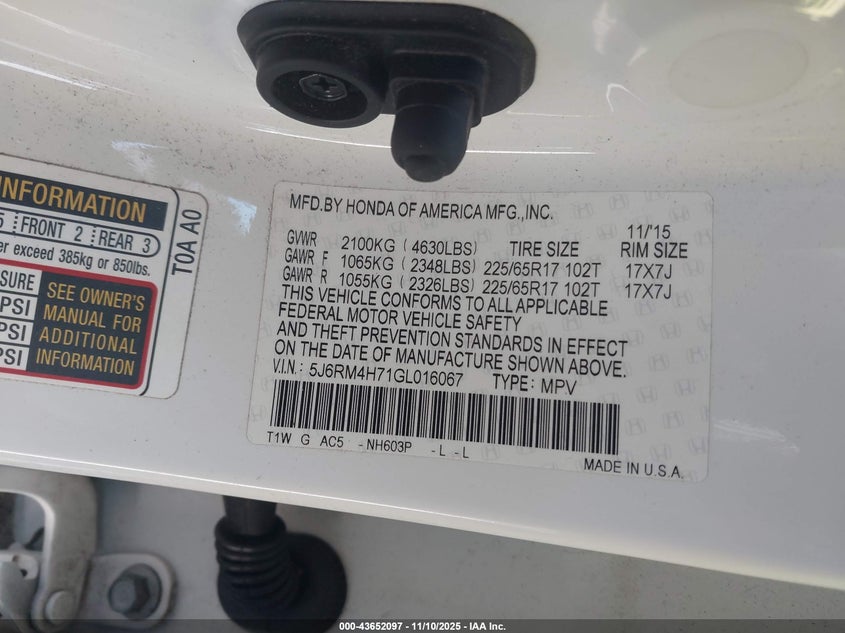 INFORMATION
5 FRONT 2 REAR 3
er exceed 385kg or 850lbs.
SURE
PSI
PSI
PSI
SEE OWNER'S
MANUAL FOR
ADDITIONAL
INFORMATION
T0A A0
MFD.BY HONDA OF AMERICA MFG.,INC.
11/'15
GVWR 2100KG (4630LBS) TIRE SIZE RIM SIZE
GAWR F 1065KG (2348LBS) 225/65R17 102T 17X7J
GAWR R 1055KG (2326LBS) 225/65R17 102T 17X7J
THIS VEHICLE CONFORMS TO ALL APPLICABLE
FEDERAL MOTOR VEHICLE SAFETY
AND THEFT PREVENTION STANDARDS IN EFFECT
ON THE DATE OF MANUFACTURE SHOWN ABOVE.
V.I.N.: 5J6RM4H71GL016067 TYPE: MPV
T1W G AC5 -NH603P -L -L
MADE IN U.S.A.
000-43652097 - 11/10/2025 - IAA Inc.